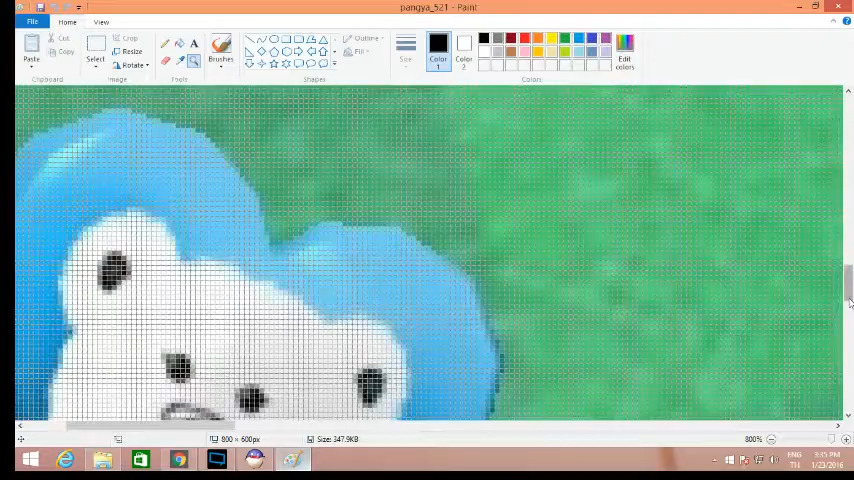 pangya_521 - Paint
File Home View
Paste
Cut
Copy
Clipboard
Select
Crop
Resize
Rotate
Image
A
Tools
Brushes
Outline
Fill
Shapes
Size
Color 1
Color 2
Edit colors
Colors
800 × 600px
Size: 347.9KB
800%
ENG
TH
3:35 PM
1/23/2016